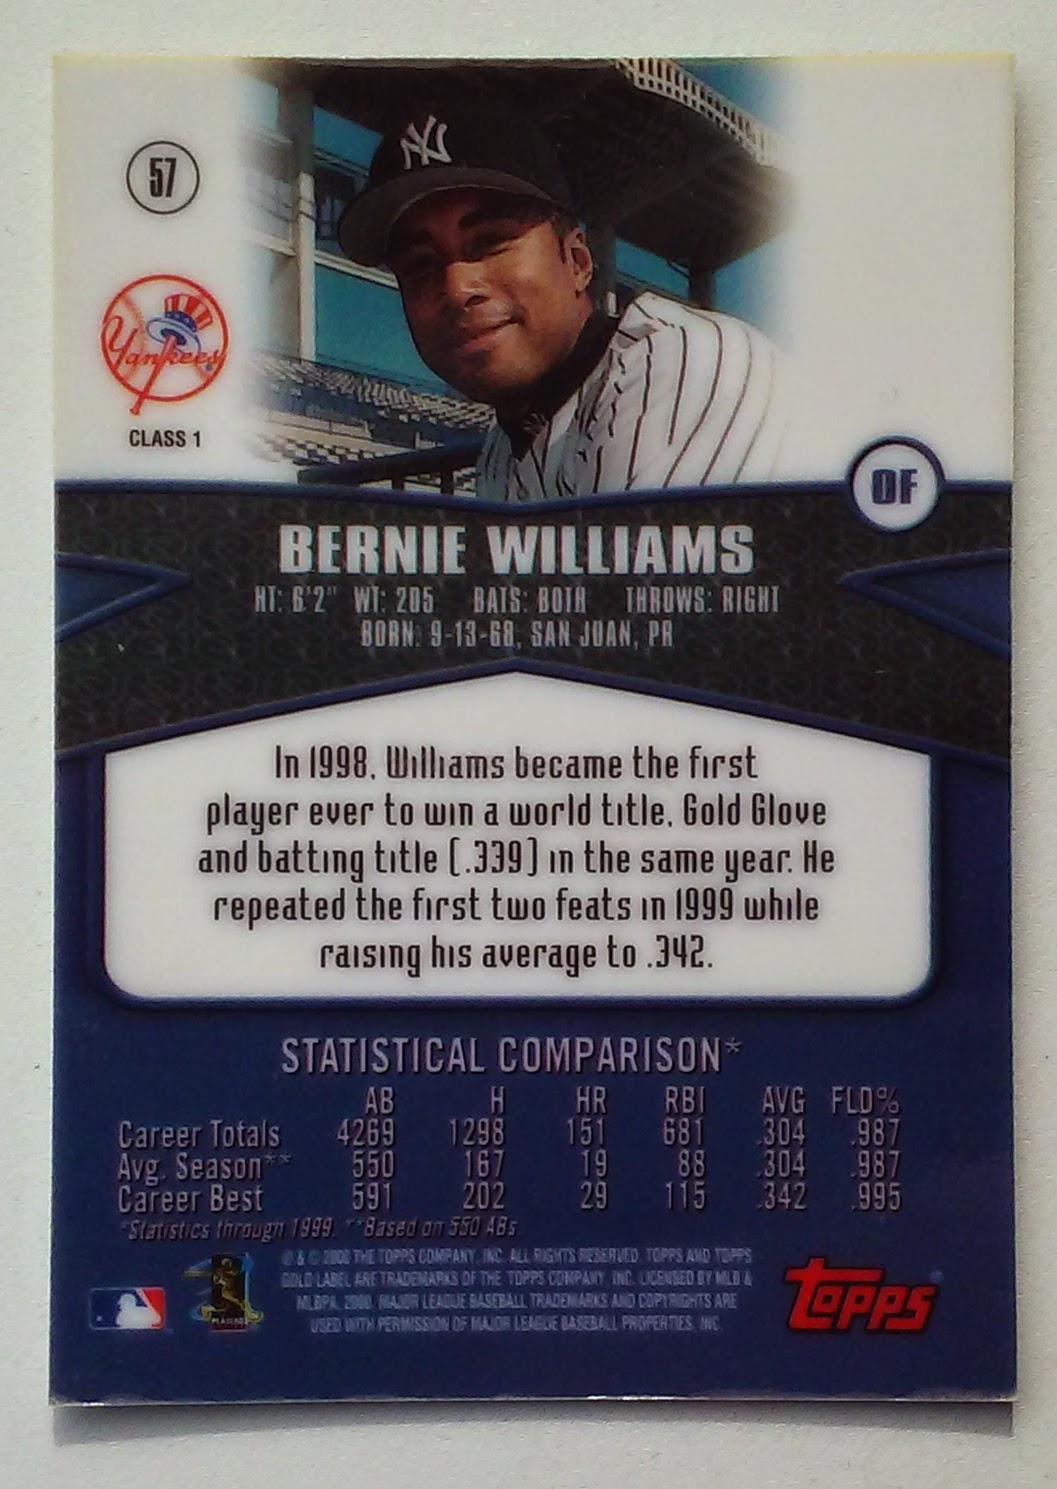 NY
57
Yankees
CLASS 1
OF
BERNIE WILLIAMS
HT: 6'2" WT: 205 BATS: BOTH THROWS: RIGHT
BORN: 9-13-68, SAN JUAN, PR
In 1998, Williams became the first
player ever to win a world title, Gold Glove
and batting title (.339) in the same year. He
repeated the first two feats in 1999 while
raising his average to .342.
STATISTICAL COMPARISON*
AB H HR RBI AVG FLD%
Career Totals 4269 1298 151 681 .304 .987
Avg. Season** 550 167 19 88 .304 .987
Career Best 591 202 29 115 .342 .995
*Statistics through 1999. **Based on 550 ABs
® & © 2000 THE TOPPS COMPANY, INC. ALL RIGHTS RESERVED. TOPPS AND TOPPS
GOLD LABEL ARE TRADEMARKS OF THE TOPPS COMPANY, INC. LICENSED BY MLB &
MLBPA, 2000. MAJOR LEAGUE BASEBALL TRADEMARKS AND COPYRIGHTS ARE
USED WITH PERMISSION OF MAJOR LEAGUE BASEBALL PROPERTIES, INC.
PLAYERS
Topps